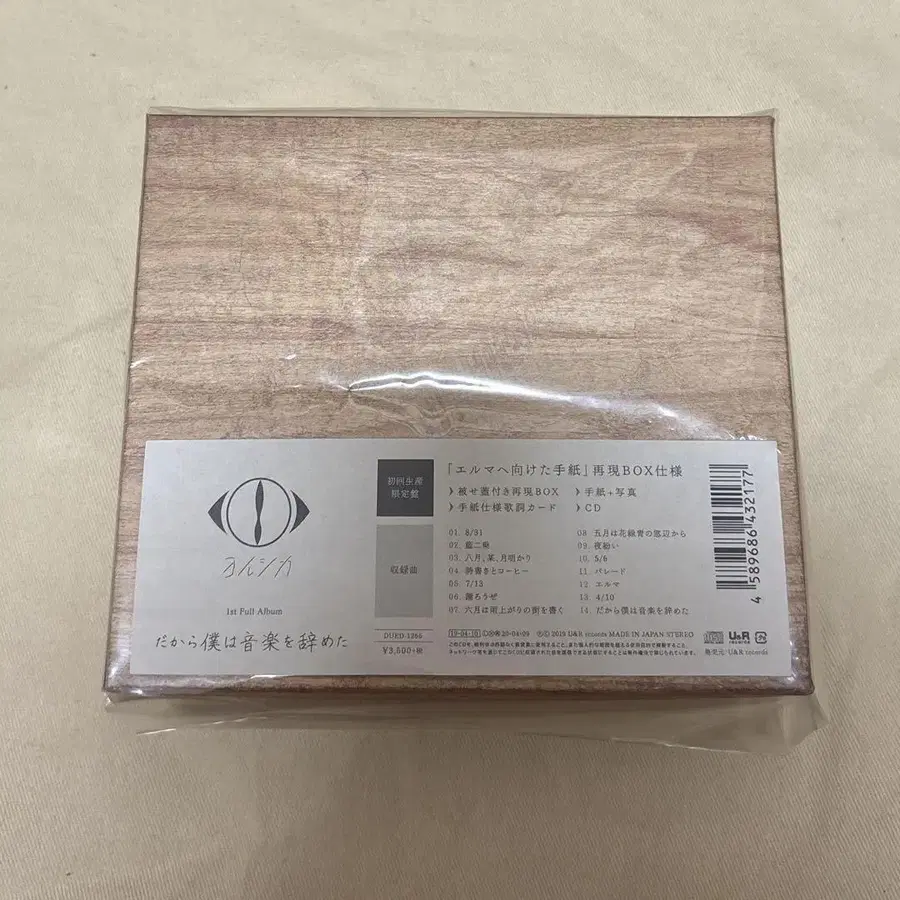 ヨルシカ
1st Full Album
だから僕は音楽を辞めた
初回生産
限定盤
収録曲
DUED-1266
¥3,500+税
「エルマへ向けた手紙」再現BOX仕様
❯被せ蓋付き再現BOX ❯手紙+写真
❯手紙仕様歌詞カード ❯CD
01. 8/31
02. 藍二乗
03. 八月、某、月明かり
04. 詩書きとコーヒー
05. 7/13
06. 踊ろうぜ
07. 六月は雨上がりの街を書く
08. 五月は花緑青の窓辺から
09. 夜紛い
10. 5/6
11. パレード
12. エルマ
13. 4/10
14. だから僕は音楽を辞めた
19・04・10
20・04・09
Ⓟ© 2019 U&R records MADE IN JAPAN STEREO
U&R
発売元: U&R records
4 589686 432177